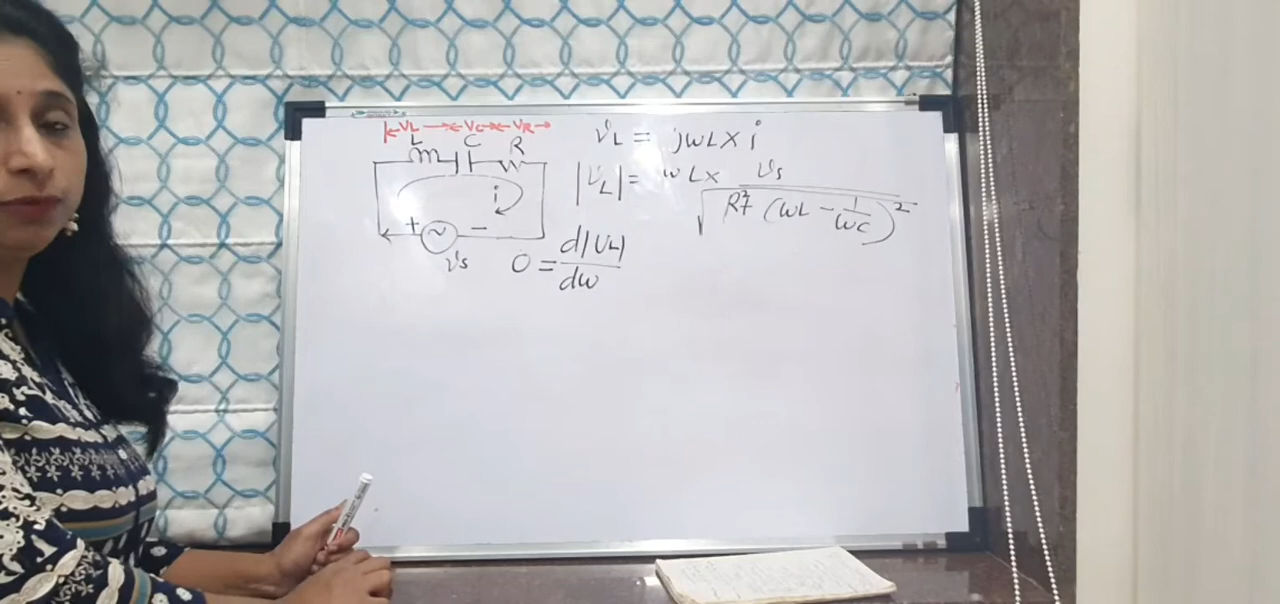 VL VC VR
L C R
i
+ −
vs
vL = jωL × i
|vL| = ωL × vs / √(R² + (ωL − 1/ωC)²)
0 = d|VL| / dω